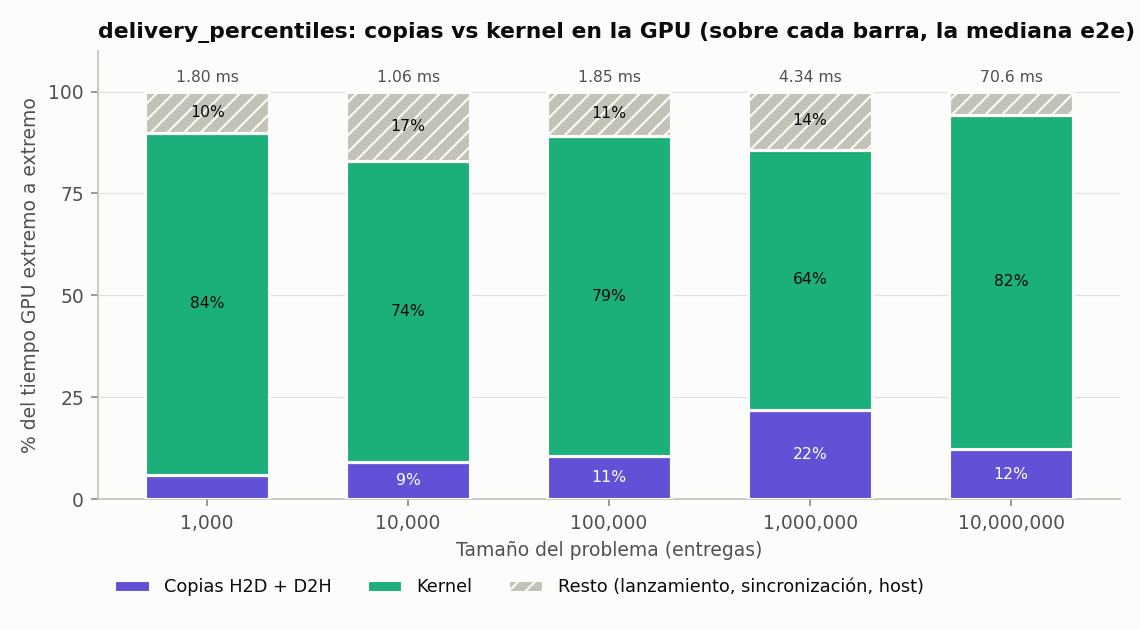 delivery_percentiles: copias vs kernel en la GPU (sobre cada barra, la mediana e2e)
1.80 ms 1.06 ms 1.85 ms 4.34 ms 70.6 ms
% del tiempo GPU extremo a extremo
100
75
50
25
0
10% 17% 11% 14%
84% 74% 79% 64% 82%
9% 11% 22% 12%
1,000 10,000 100,000 1,000,000 10,000,000
Tamaño del problema (entregas)
Copias H2D + D2H Kernel Resto (lanzamiento, sincronización, host)